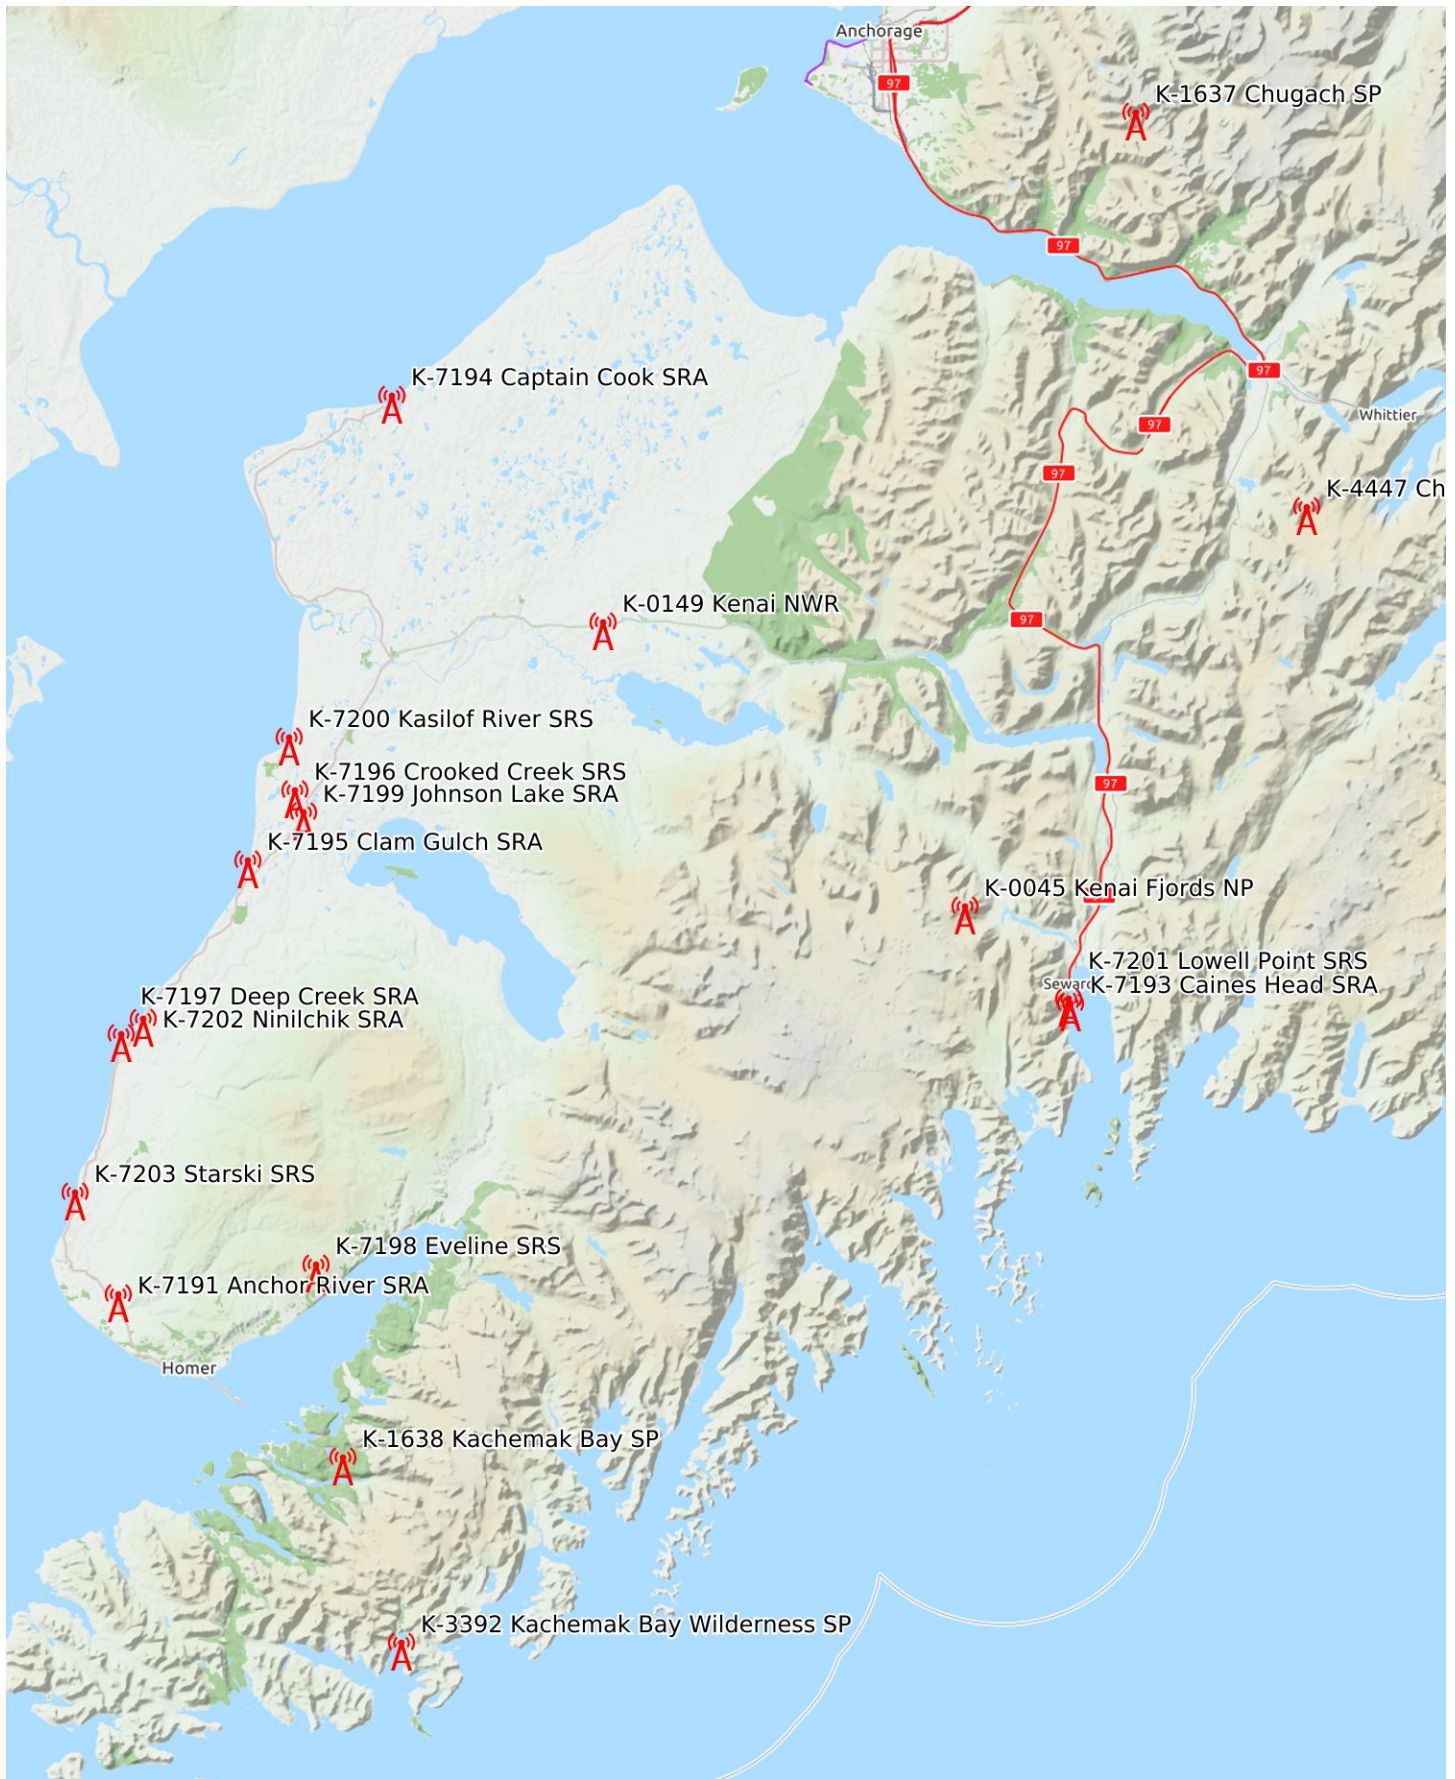 Anchorage
97
K-1637 Chugach SP
97
K-7194 Captain Cook SRA
97
Whittier
97
97
K-4447 Ch
K-0149 Kenai NWR
97
K-7200 Kasilof River SRS
K-7196 Crooked Creek SRS
97
K-7199 Johnson Lake SRA
K-7195 Clam Gulch SRA
K-0045 Kenai Fjords NP
K-7201 Lowell Point SRS
Seward
K-7193 Caines Head SRA
K-7197 Deep Creek SRA
K-7202 Ninilchik SRA
K-7203 Starski SRS
K-7198 Eveline SRS
K-7191 Anchor River SRA
Homer
K-1638 Kachemak Bay SP
K-3392 Kachemak Bay Wilderness SP